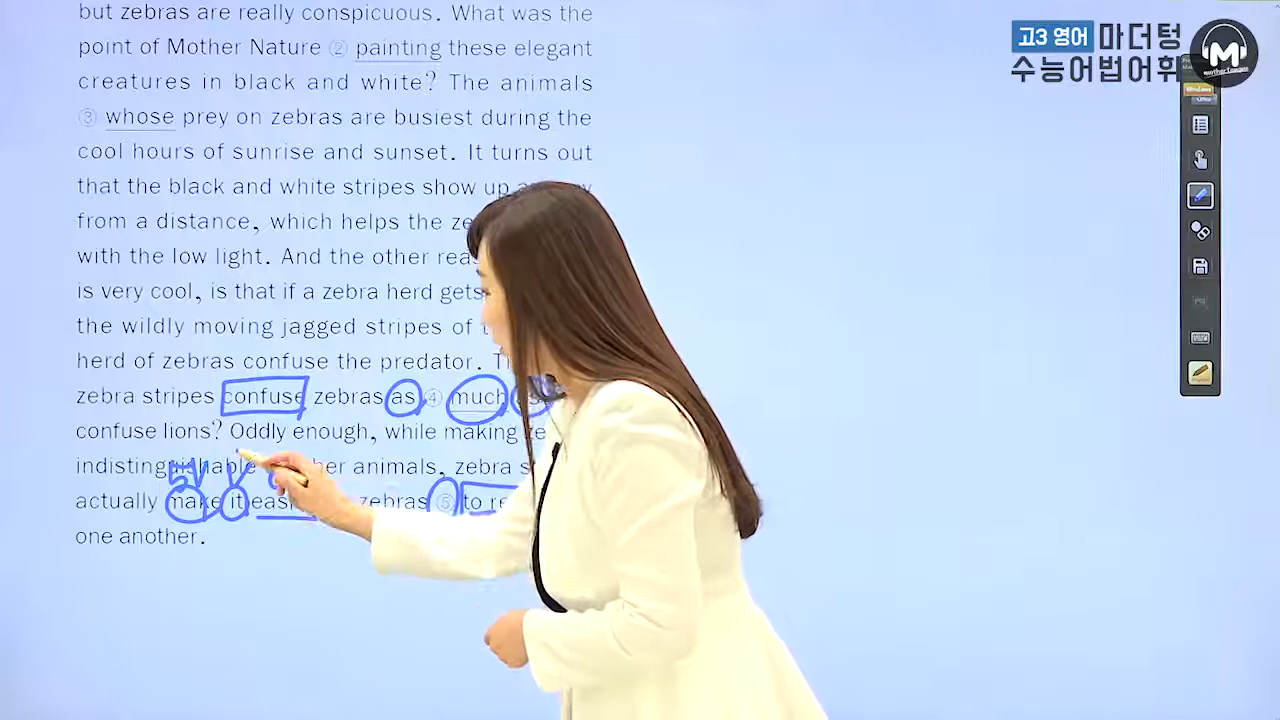 but zebras are really conspicuous. What was the
point of Mother Nature ② painting these elegant
creatures in black and white? The animals
③ whose prey on zebras are busiest during the
cool hours of sunrise and sunset. It turns out
that the black and white stripes show up
from a distance, which helps the
with the low light. And the other
is very cool, is that if a zebra herd gets
the wildly moving jagged stripes of
herd of zebras confuse the predator.
zebra stripes confuse zebras as ④ much
confuse lions? Oddly enough, while making
animals, zebra
actually make it zebras ⑤ to
one another.
5V
고3 영어 마더텅
수능어법어휘
M
mother tongue